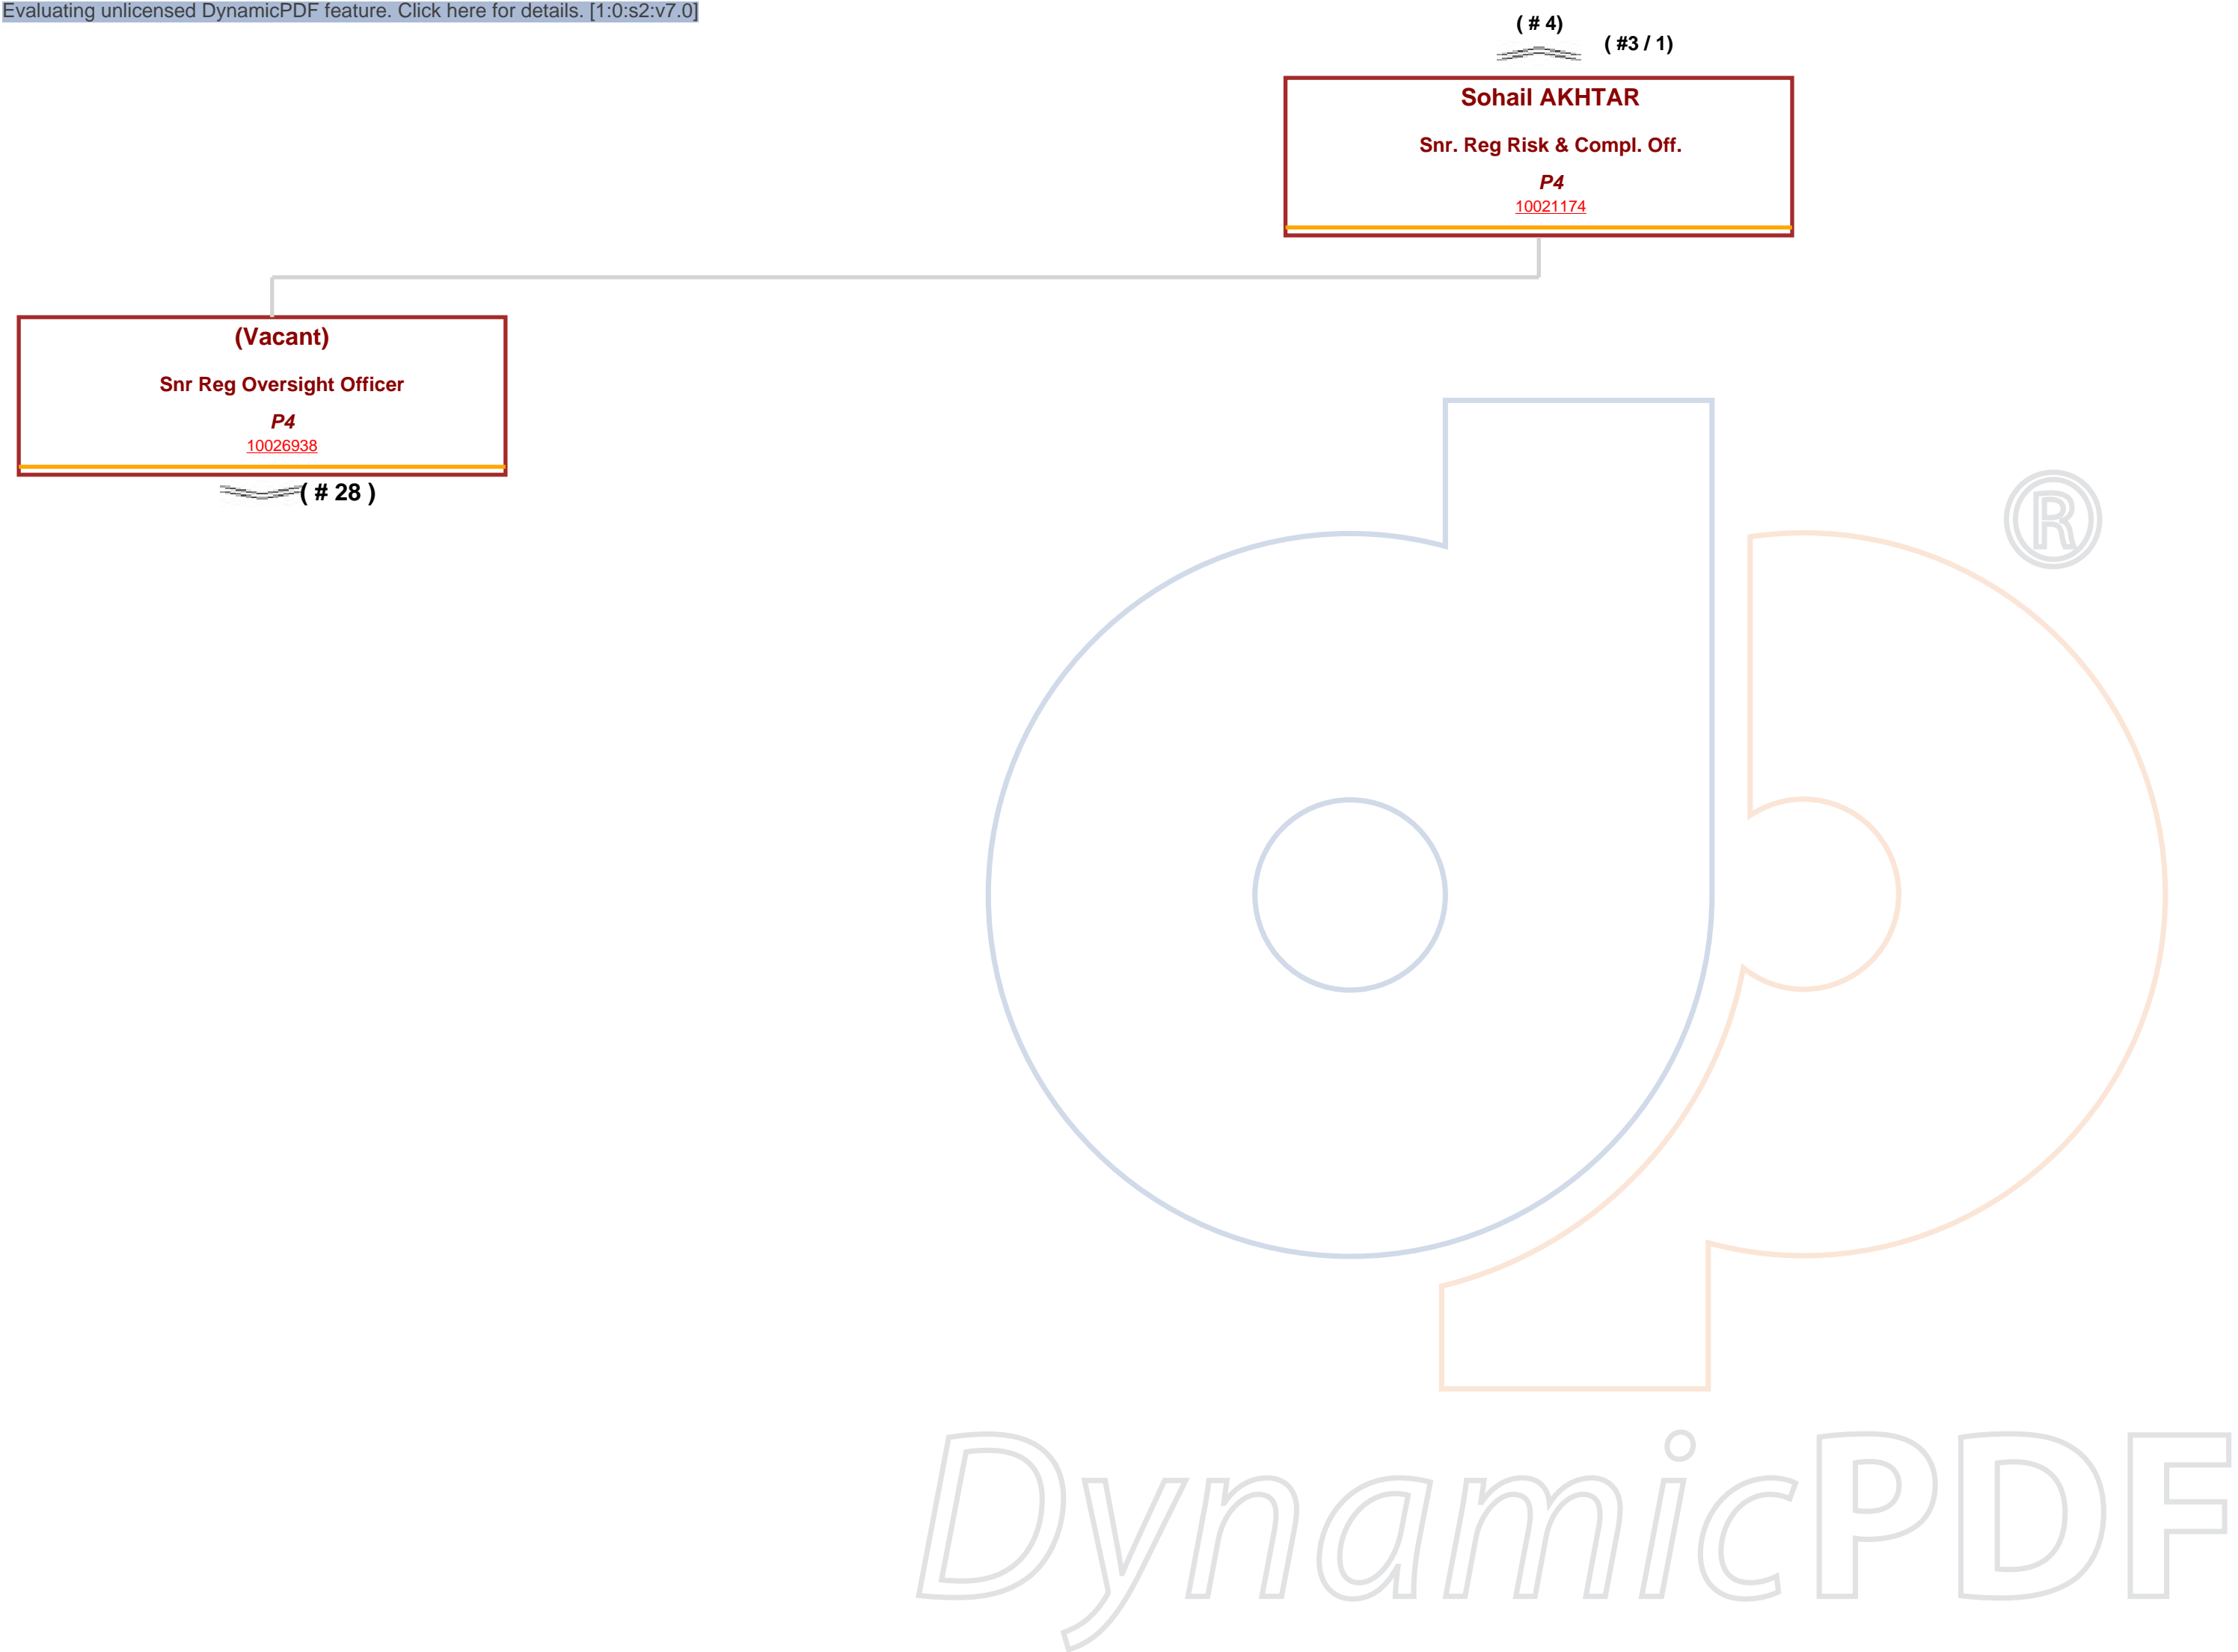 Evaluating unlicensed DynamicPDF feature. Click here for details. [1:0:s2:v7.0]
( # 4)
( #3 / 1)
Sohail AKHTAR
Snr. Reg Risk & Compl. Off.
P4
10021174
(Vacant)
Snr Reg Oversight Officer
P4
10026938
( # 28 )
®
DynamicPDF